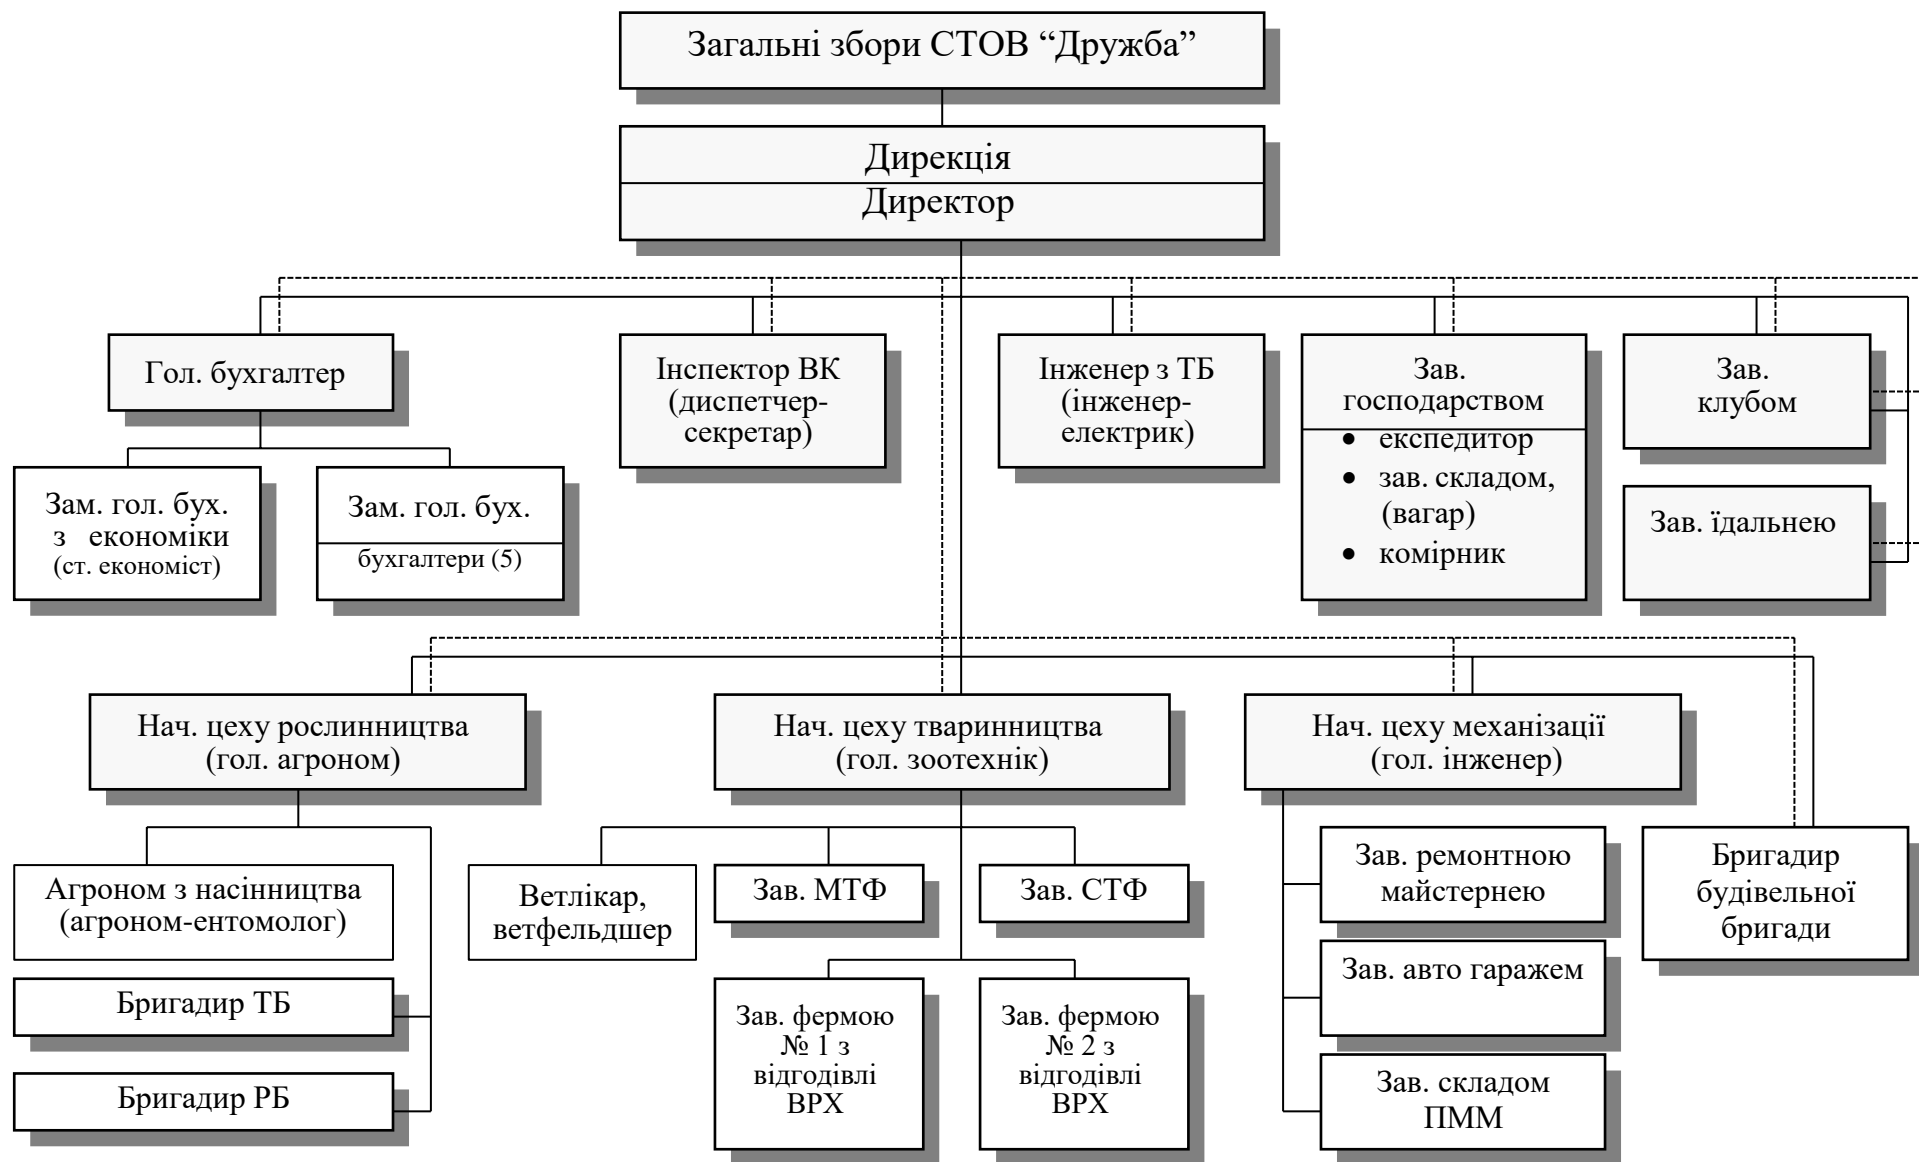 Загальні збори СТОВ “Дружба”
Дирекція
Директор
Гол. бухгалтер
Інспектор ВК
(диспетчер-
секретар)
Інженер з ТБ
(інженер-
електрик)
Зав.
господарством
• експедитор
• зав. складом,
(вагар)
• комірник
Зав.
клубом
Зав. їдальнею
Зам. гол. бух.
з економіки
(ст. економіст)
Зам. гол. бух.
бухгалтери (5)
Нач. цеху рослинництва
(гол. агроном)
Нач. цеху тваринництва
(гол. зоотехнік)
Нач. цеху механізації
(гол. інженер)
Агроном з насінництва
(агроном-ентомолог)
Бригадир ТБ
Бригадир РБ
Ветлікар,
ветфельдшер
Зав. МТФ
Зав. СТФ
Зав. фермою
№ 1 з
відгодівлі
ВРХ
Зав. фермою
№ 2 з
відгодівлі
ВРХ
Зав. ремонтною
майстернею
Зав. авто гаражем
Зав. складом
ПММ
Бригадир
будівельної
бригади